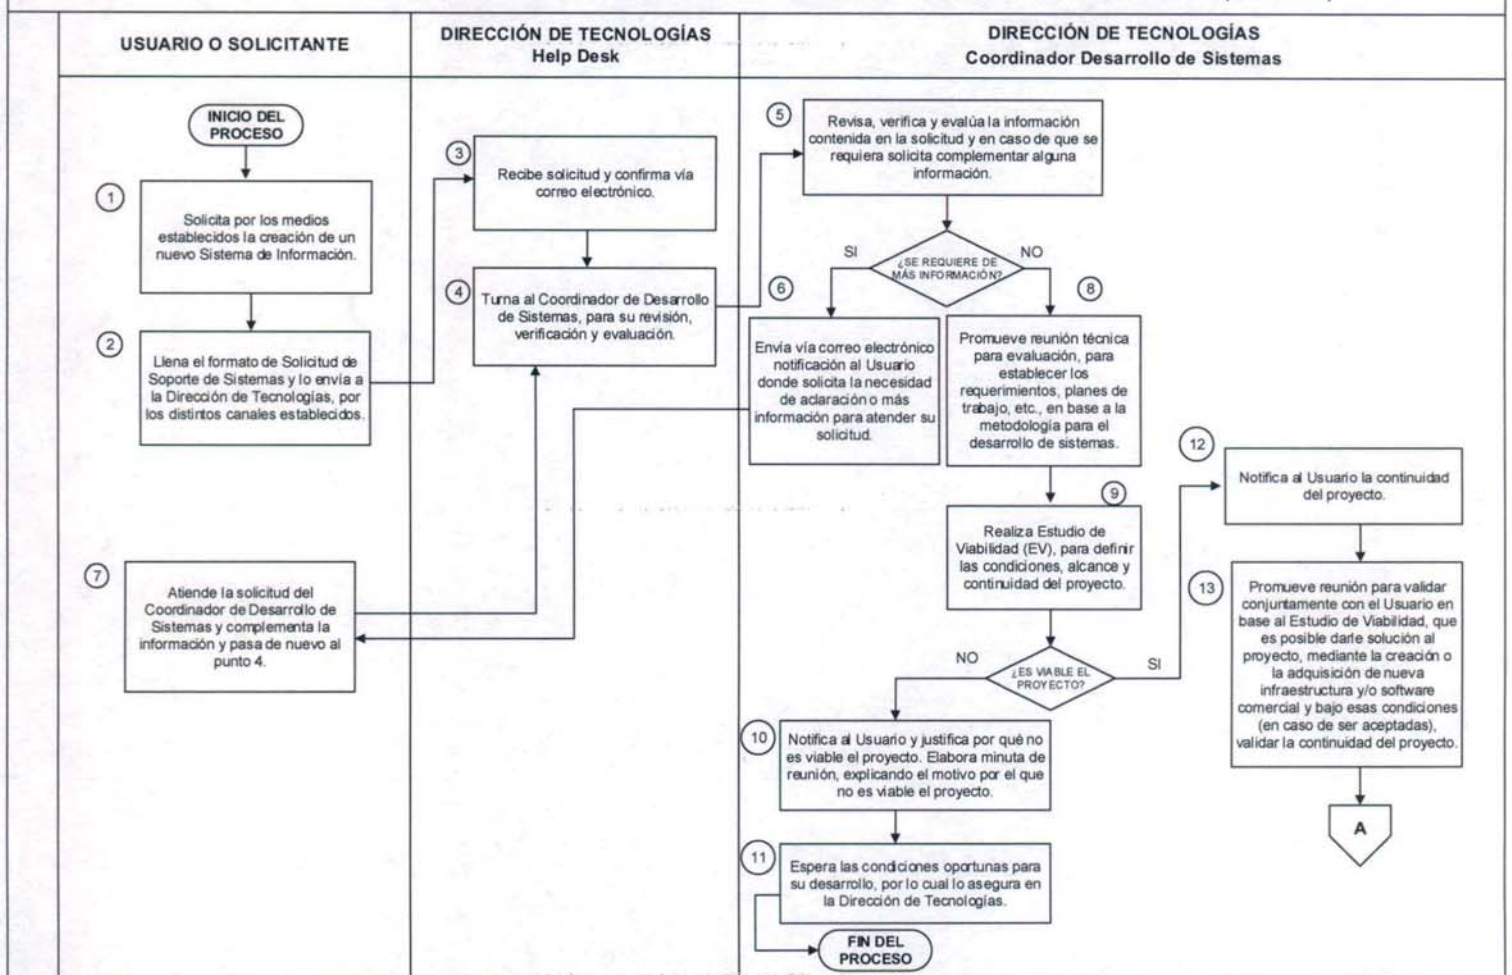 USUARIO O SOLICITANTE
DIRECCIÓN DE TECNOLOGÍAS
Help Desk
DIRECCIÓN DE TECNOLOGÍAS
Coordinador Desarrollo de Sistemas
INICIO DEL
PROCESO
1
Solicita por los medios
establecidos la creación de un
nuevo Sistema de Información.
2
Llena el formato de Solicitud de
Soporte de Sistemas y lo envía a
la Dirección de Tecnologías, por
los distintos canales establecidos.
3
Recibe solicitud y confirma vía
correo electrónico.
4
Turna al Coordinador de Desarrollo
de Sistemas, para su revisión,
verificación y evaluación.
5
Revisa, verifica y evalúa la información
contenida en la solicitud y en caso de que se
requiera solicita complementar alguna
información.
¿SE REQUIERE DE
MÁS INFORMACIÓN?
SI
NO
6
Envía vía correo electrónico
notificación al Usuario
donde solicita la necesidad
de aclaración o más
información para atender su
solicitud.
7
Atiende la solicitud del
Coordinador de Desarrollo de
Sistemas y complementa la
información y pasa de nuevo al
punto 4.
8
Promueve reunión técnica
para evaluación, para
establecer los
requerimientos, planes de
trabajo, etc., en base a la
metodología para el
desarrollo de sistemas.
9
Realiza Estudio de
Viabilidad (EV), para definir
las condiciones, alcance y
continuidad del proyecto.
¿ES VIABLE EL
PROYECTO?
NO
SI
10
Notifica al Usuario y justifica por qué no
es viable el proyecto. Elabora minuta de
reunión, explicando el motivo por el que
no es viable el proyecto.
11
Espera las condiciones oportunas para
su desarrollo, por lo cual lo asegura en
la Dirección de Tecnologías.
FIN DEL
PROCESO
12
Notifica al Usuario la continuidad
del proyecto.
13
Promueve reunión para validar
conjuntamente con el Usuario en
base al Estudio de Viabilidad, que
es posible darle solución al
proyecto, mediante la creación o
la adquisición de nueva
infraestructura y/o software
comercial y bajo esas condiciones
(en caso de ser aceptadas),
validar la continuidad del proyecto.
A